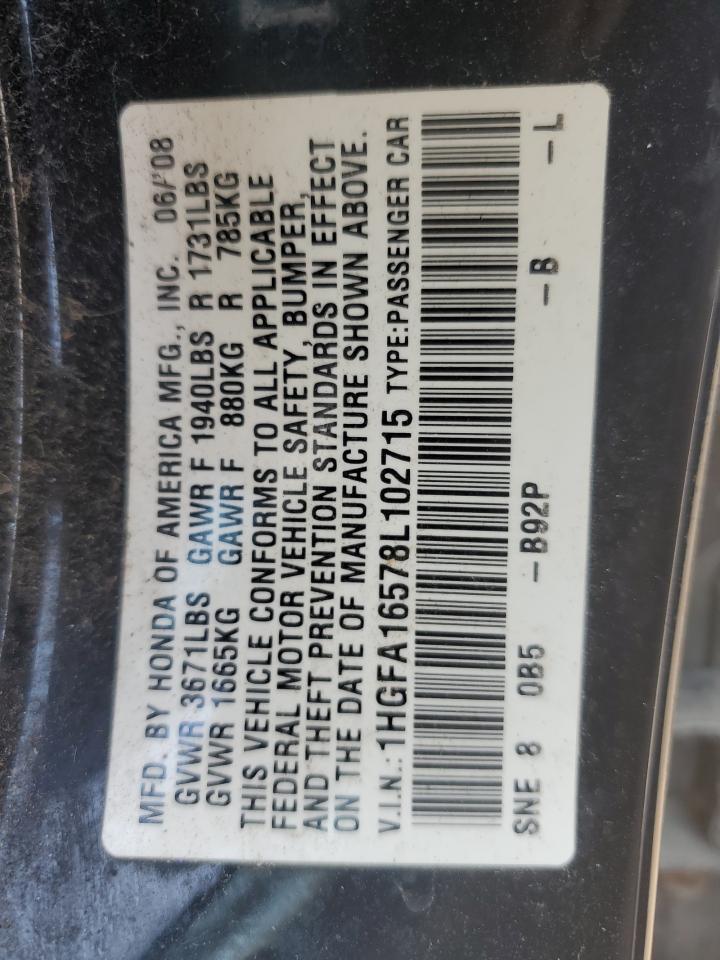 MFD. BY HONDA OF AMERICA MFG., INC. 06/08
GVWR 3671LBS GAWR F 1940LBS R 1731LBS
GVWR 1665KG GAWR F 880KG R 785KG
THIS VEHICLE CONFORMS TO ALL APPLICABLE
FEDERAL MOTOR VEHICLE SAFETY, BUMPER,
AND THEFT PREVENTION STANDARDS IN EFFECT
ON THE DATE OF MANUFACTURE SHOWN ABOVE.
V.I.N.: 1HGFA16578L102715 TYPE:PASSENGER CAR
SNE 8 0B5 -B92P -B -L